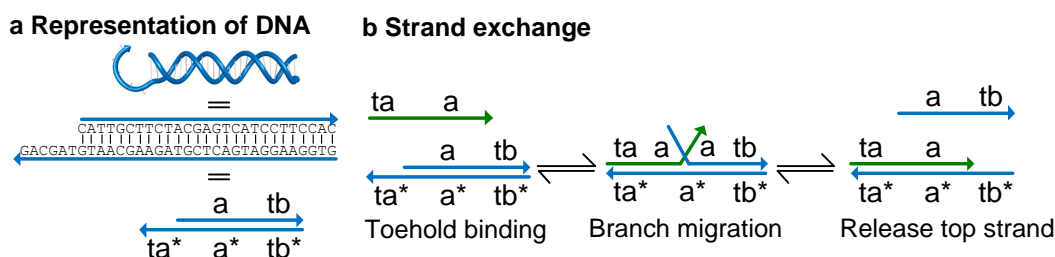 a Representation of DNA
=
CATTGCTTCTACGAGTCATCCTTCCAC
GACGATGTAACGAAGATGCTCAGTAGGAAGGTG
=
a tb
ta* a* tb*
b Strand exchange
ta a
a tb
ta* a* tb*
Toehold binding
ta a a tb
ta* a* tb*
Branch migration
a tb
ta a
ta* a* tb*
Release top strand